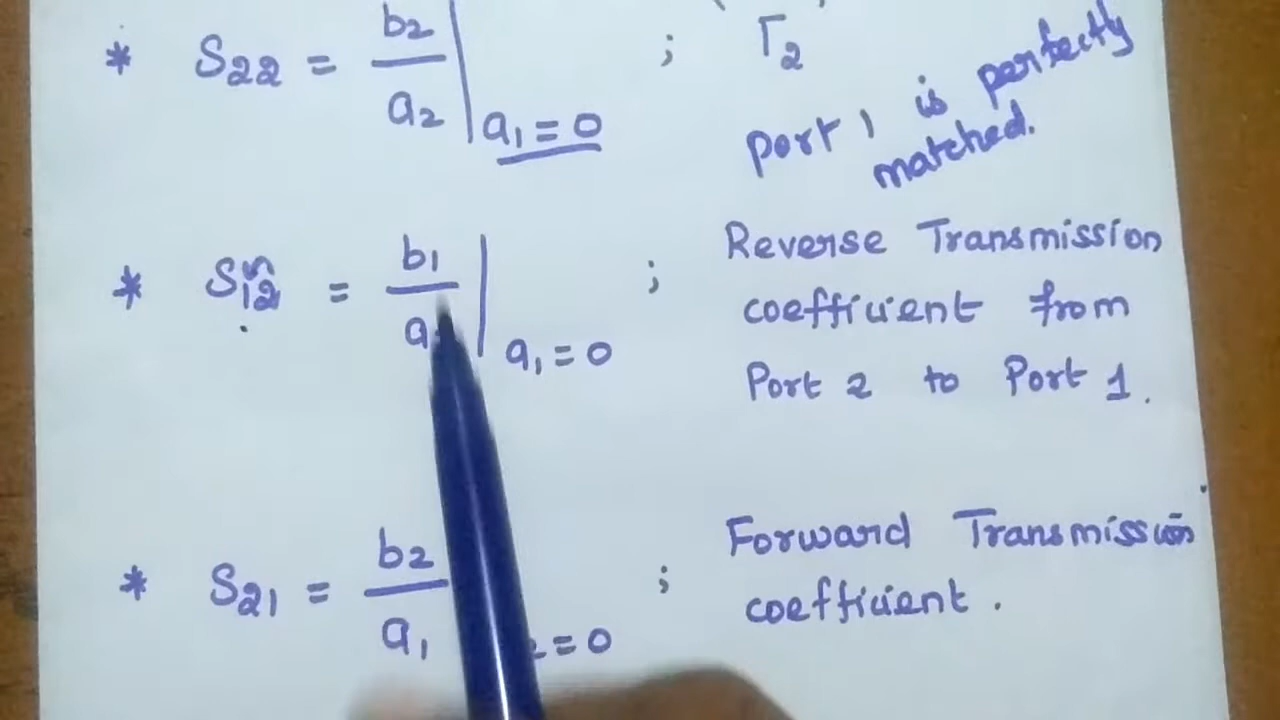 * S22 = b2/a2 | a1 = 0 ; Γ2
port 1 is perfectly
matched.
* S12 = b1/a | a1 = 0 ; Reverse Transmission
coefficient from
Port 2 to Port 1.
* S21 = b2/a1 2 = 0 ; Forward Transmission
coefficient.